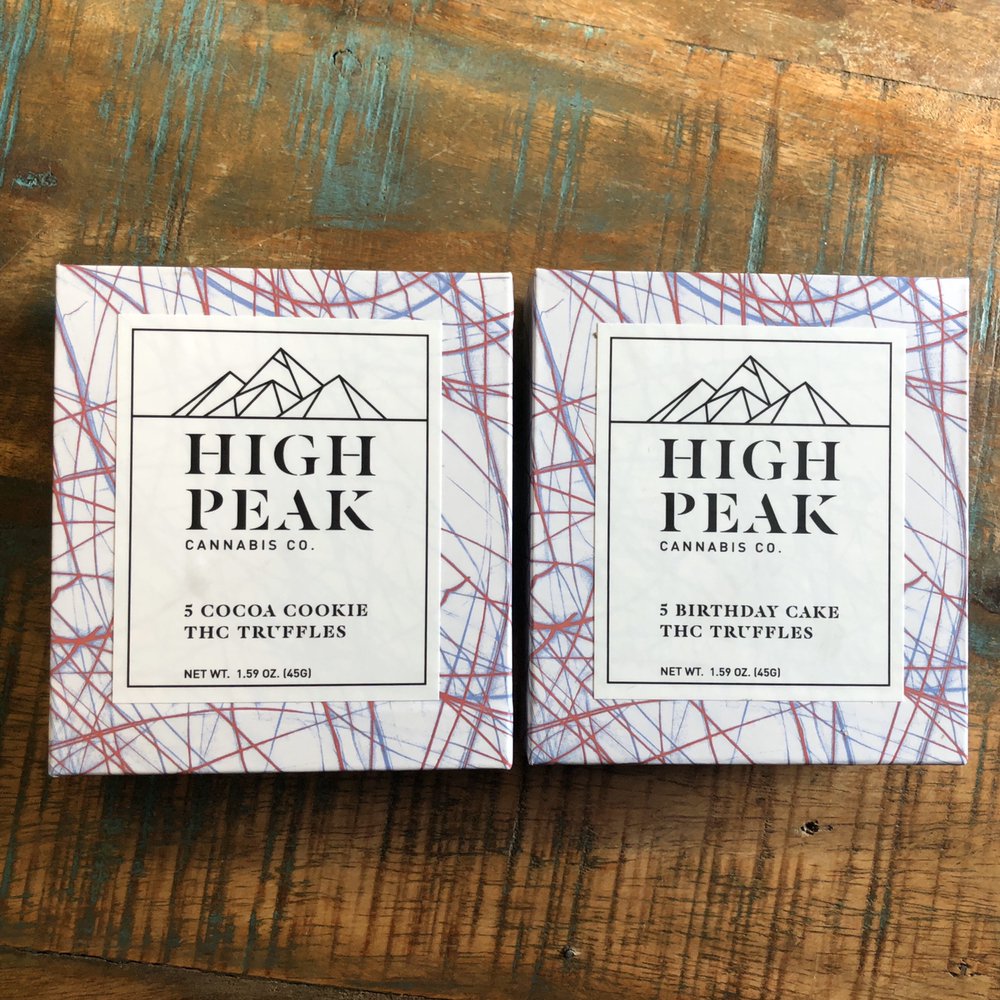 HIGH
PEAK
CANNABIS CO.
5 COCOA COOKIE
THC TRUFFLES
NET WT. 1.59 OZ. (45G)
HIGH
PEAK
CANNABIS CO.
5 BIRTHDAY CAKE
THC TRUFFLES
NET WT. 1.59 OZ. (45G)